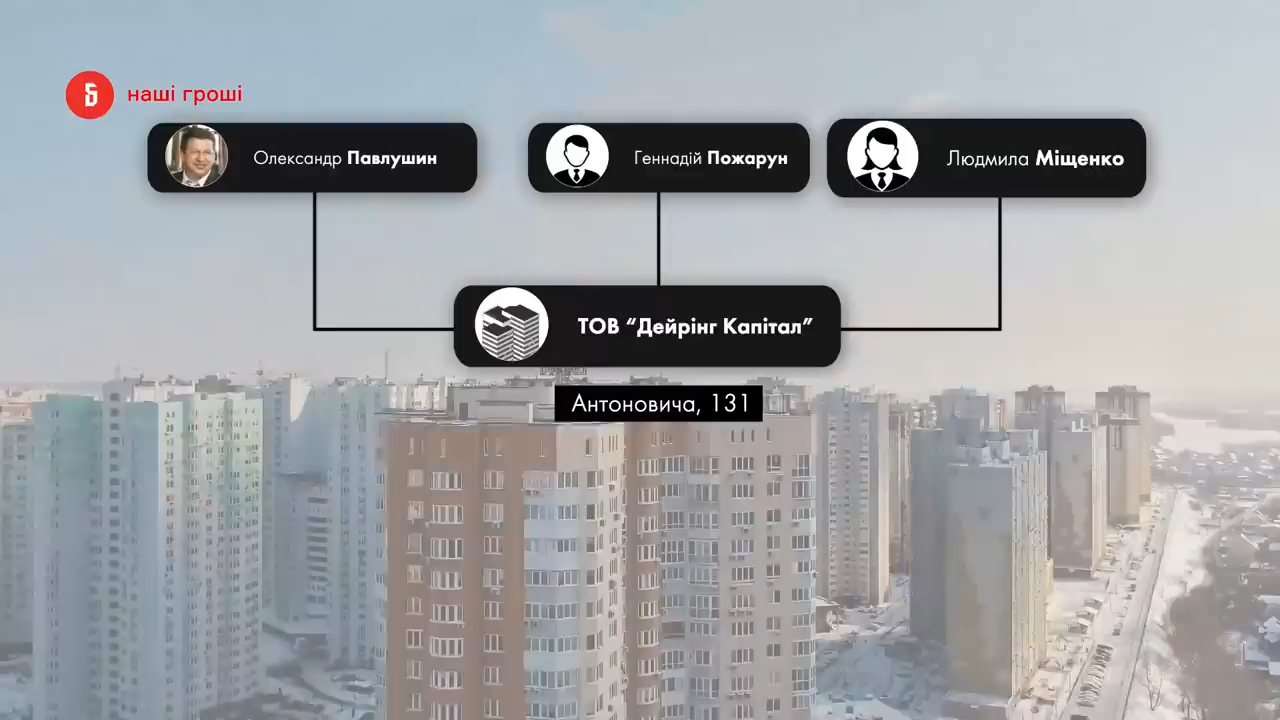 наші гроші
Олександр Павлушин
Геннадій Пожарун
Людмила Міщенко
ТОВ “Дейрінг Капітал”
Антоновича, 131